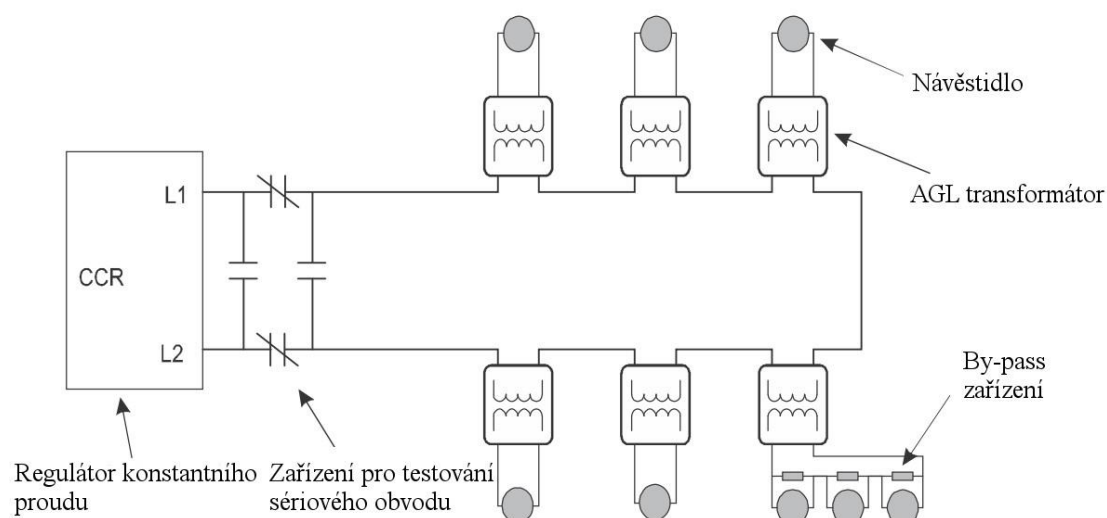 Návěstidlo
AGL transformátor
L1
CCR
L2
By-pass
zařízení
Regulátor konstantního
proudu
Zařízení pro testování
sériového obvodu